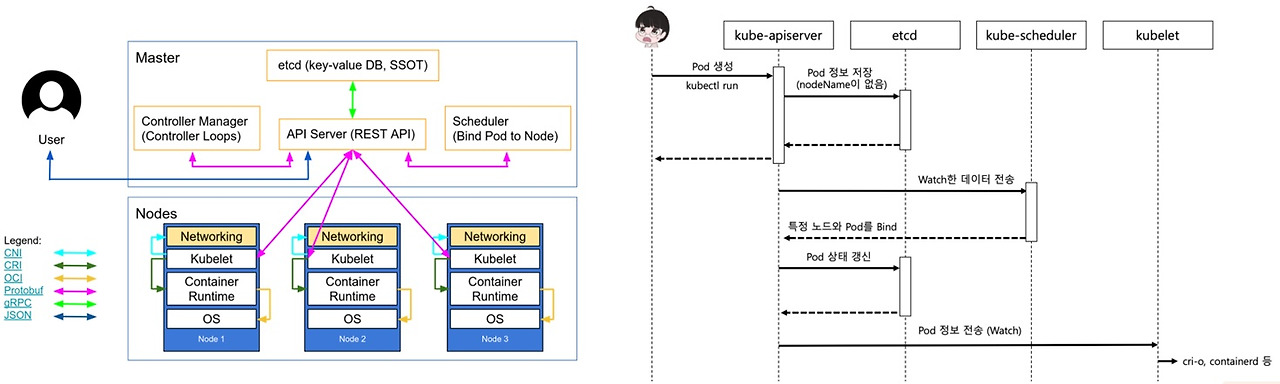 Master
etcd (key-value DB, SSOT)
Controller Manager
(Controller Loops)
API Server (REST API)
Scheduler
(Bind Pod to Node)
User
Nodes
Legend:
CNI
CRI
OCI
Protobuf
gRPC
JSON
Networking
Kubelet
Container
Runtime
OS
Node 1
Networking
Kubelet
Container
Runtime
OS
Node 2
Networking
Kubelet
Container
Runtime
OS
Node 3
kube-apiserver
etcd
kube-scheduler
kubelet
Pod 생성
kubectl run
Pod 정보 저장
(nodeName이 없음)
Watch한 데이터 전송
특정 노드와 Pod를 Bind
Pod 상태 갱신
Pod 정보 전송 (Watch)
cri-o, containerd 등